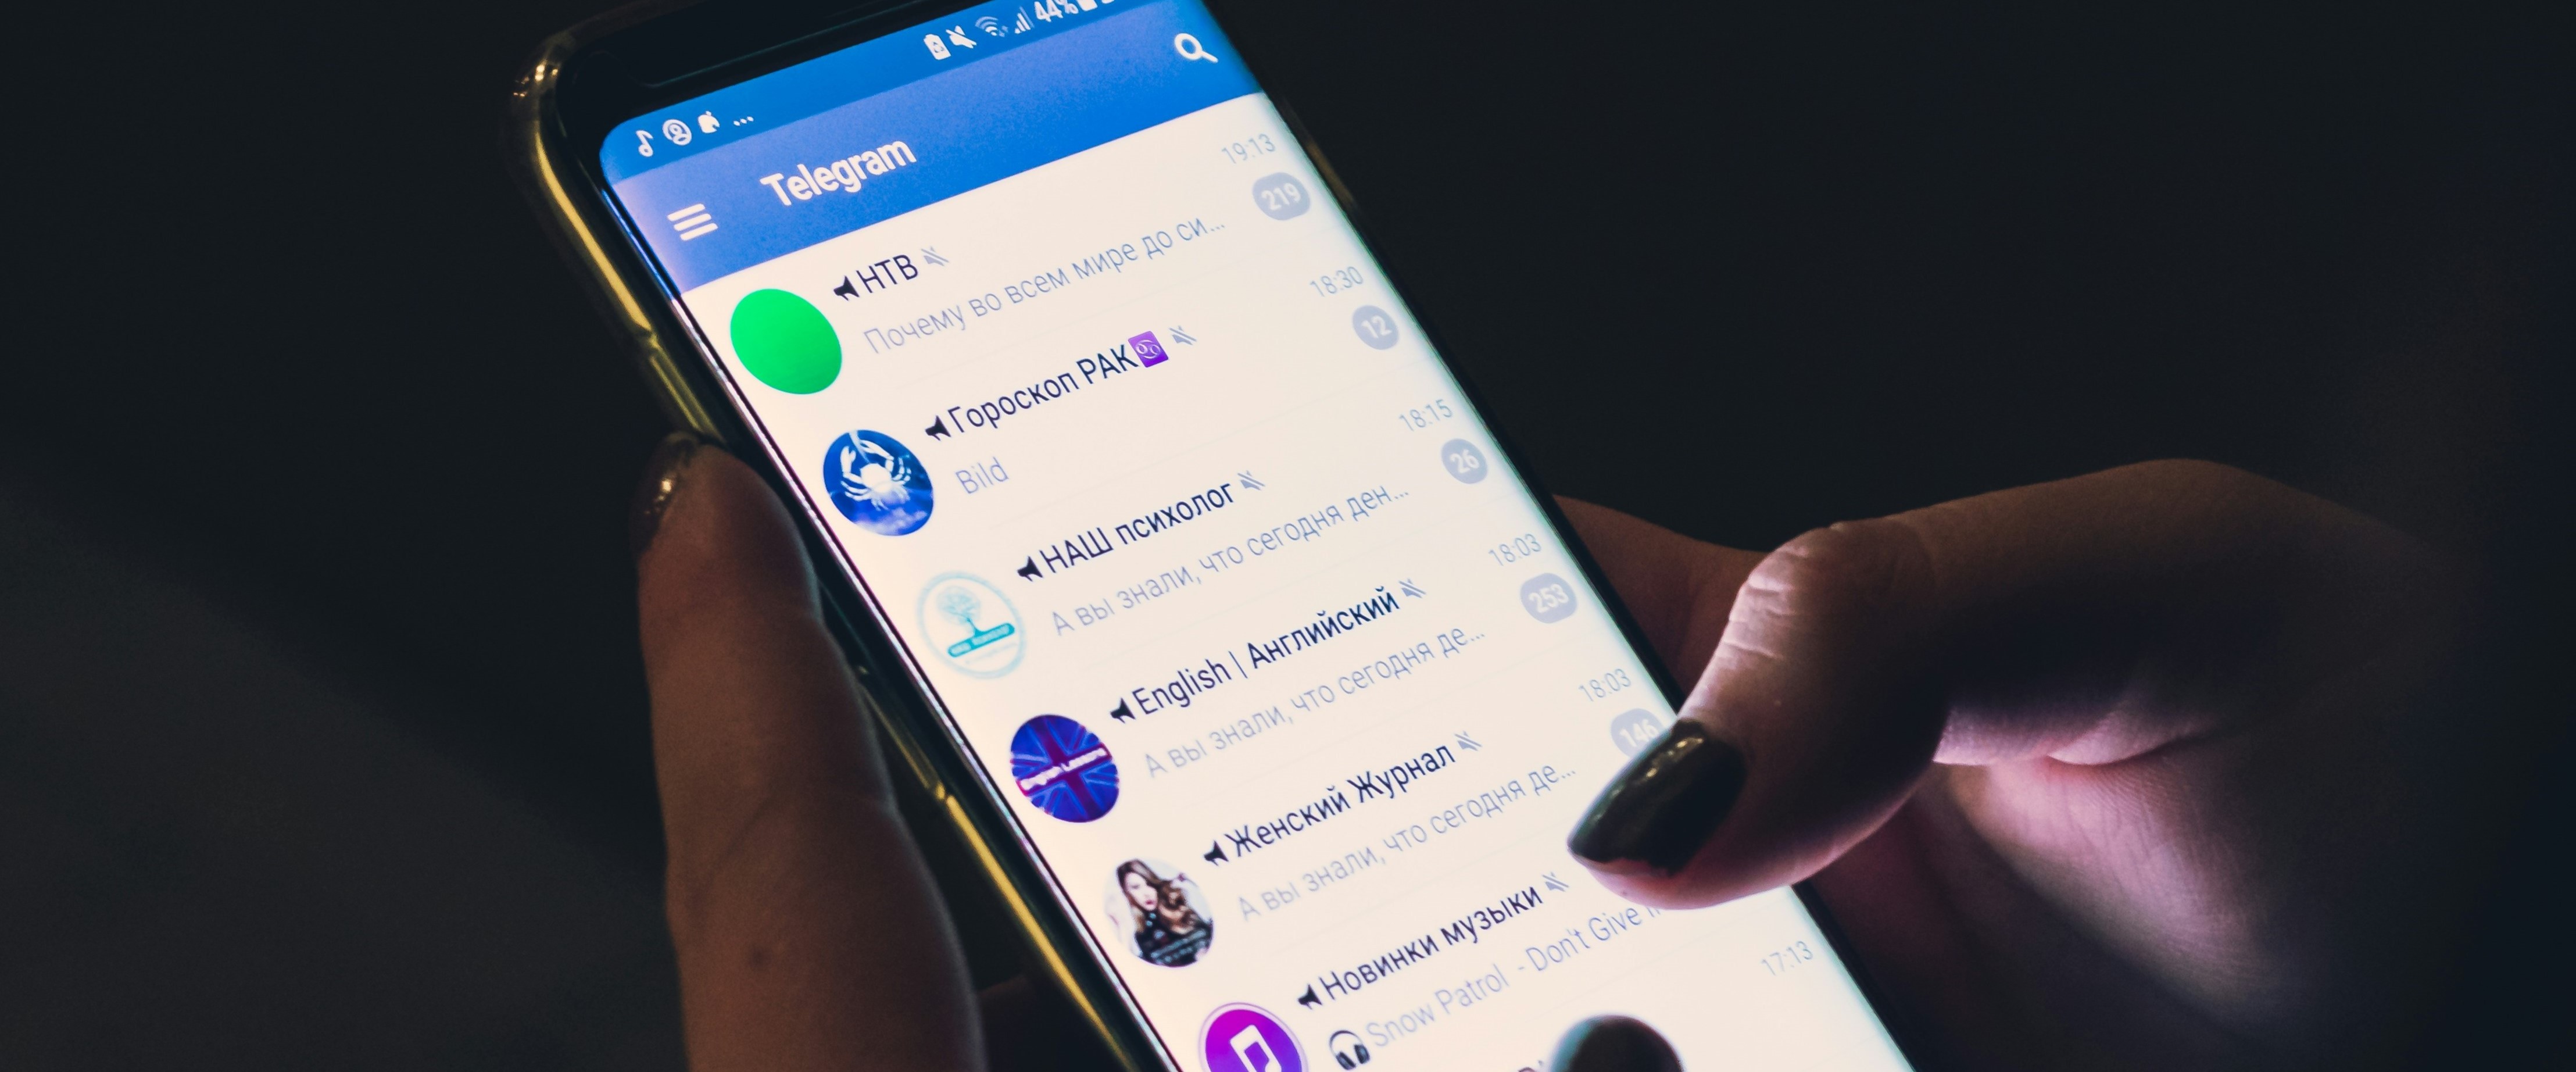 44%
Telegram
НТВ
19:13
Почему во всем мире до си...
219
Гороскоп РАК♋
18:30
Bild
12
НАШ психолог
18:15
А вы знали, что сегодня ден...
26
English | Английский
18:03
А вы знали, что сегодня де...
253
Женский Журнал
18:03
А вы знали, что сегодня де...
146
Новинки музыки
Snow Patrol - Don't Give
17:13